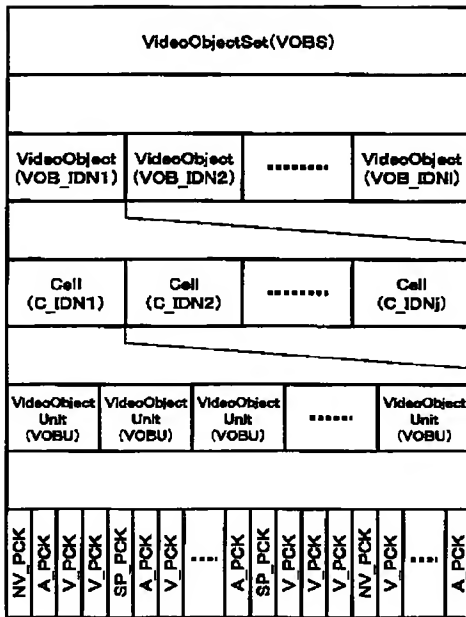 VideoObjectSet(VOBS)
VideoObject
(VOB_IDN1)
VideoObject
(VOB_IDN2)
VideoObject
(VOB_IDNi)
Cell
(C_IDN1)
Cell
(C_IDN2)
Cell
(C_IDNj)
VideoObject
Unit
(VOBU)
VideoObject
Unit
(VOBU)
VideoObject
Unit
(VOBU)
VideoObject
Unit
(VOBU)
NV_PCK
A_PCK
V_PCK
V_PCK
SP_PCK
A_PCK
V_PCK
A_PCK
SP_PCK
V_PCK
V_PCK
V_PCK
NV_PCK
V_PCK
A_PCK